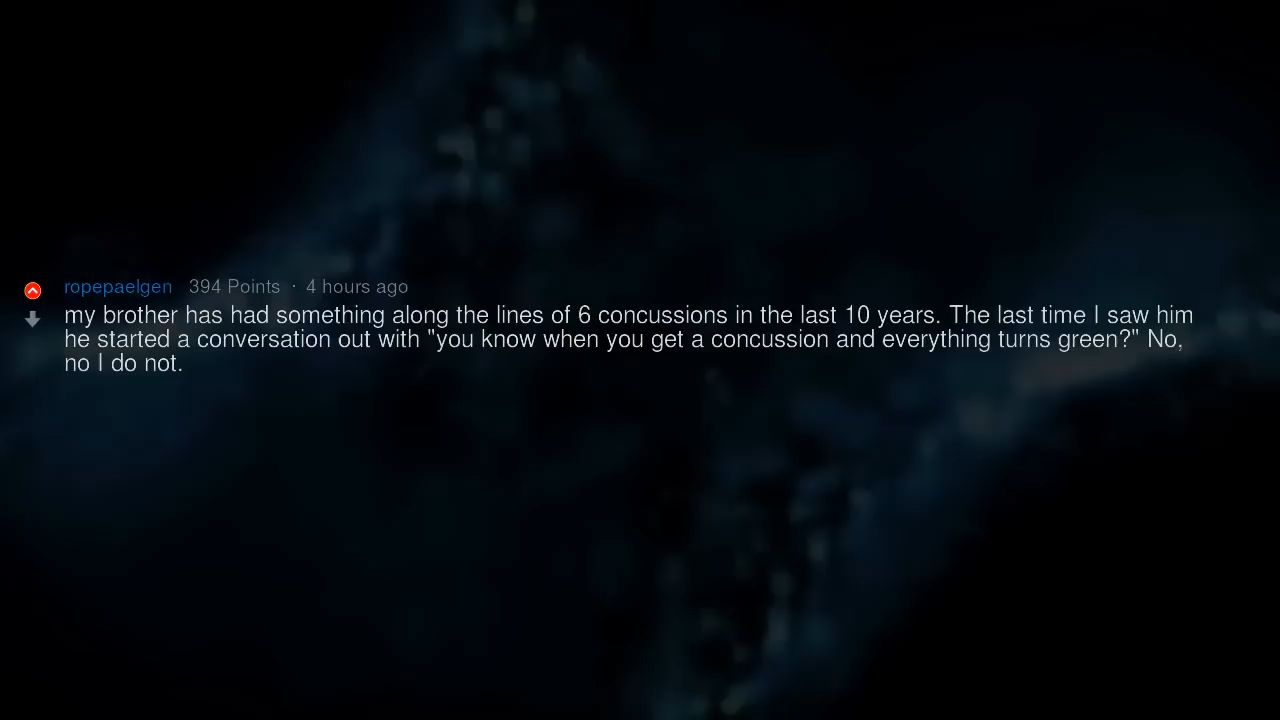 ropepaelgen 394 Points · 4 hours ago
my brother has had something along the lines of 6 concussions in the last 10 years. The last time I saw him
he started a conversation out with "you know when you get a concussion and everything turns green?" No,
no I do not.